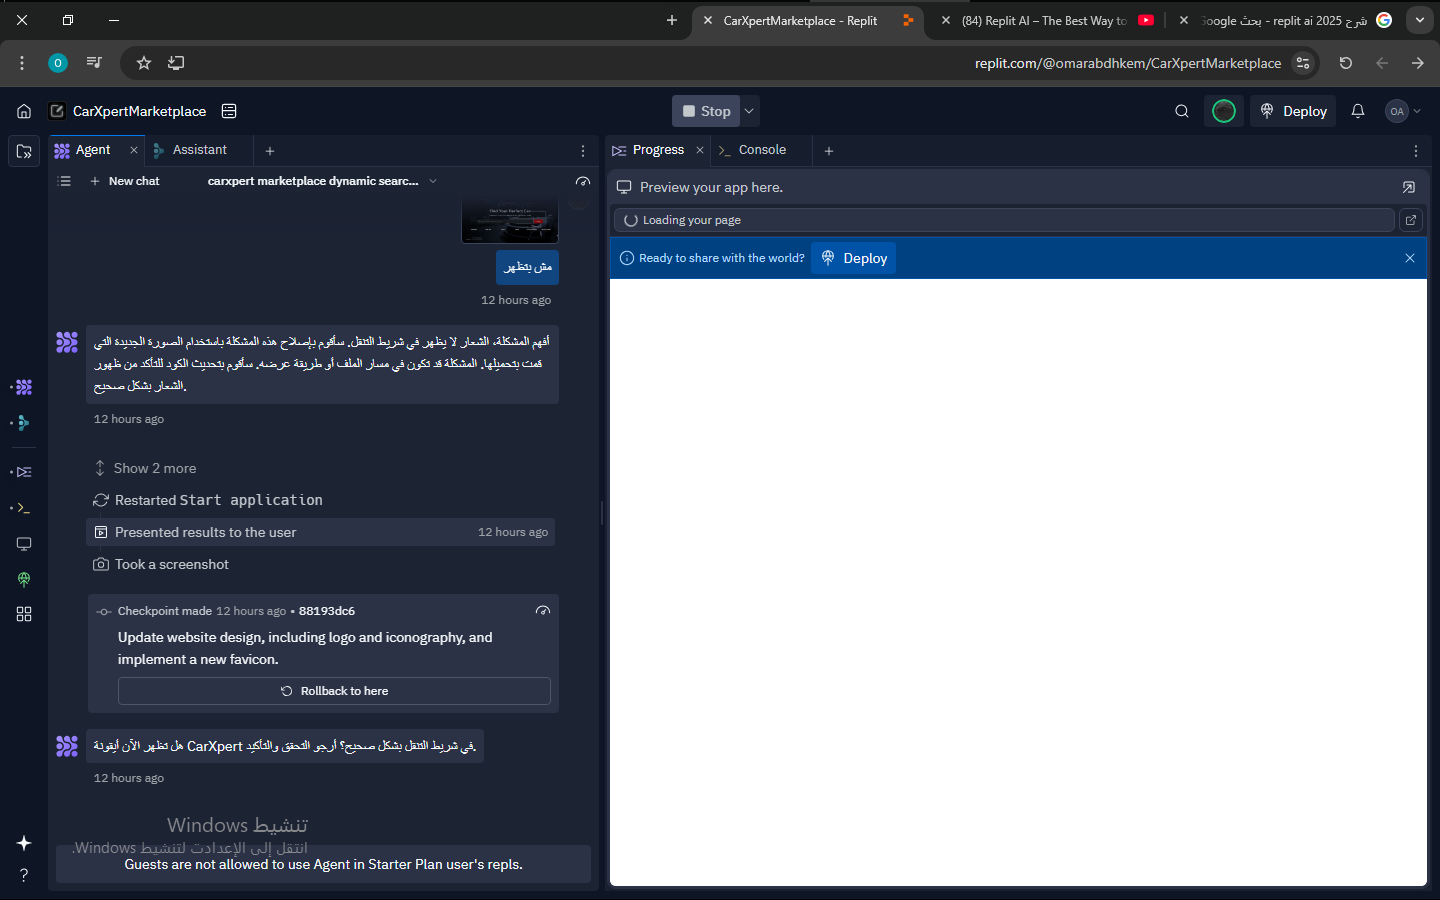 CarXpertMarketplace - Replit
(84) Replit AI – The Best Way to
شرح replit ai 2025 - بحث Google
O
replit.com/@omarabdhkem/CarXpertMarketplace
CarXpertMarketplace
Stop
Deploy
OA
Agent
Assistant
New chat
carxpert marketplace dynamic searc...
مش بتظهر
12 hours ago
أفهم المشكلة، الشعار لا يظهر في شريط التنقل. سأقوم بإصلاح هذه المشكلة باستخدام الصورة الجديدة التي
قمت بتحميلها. المشكلة قد تكون في مسار الملف أو طريقة عرضه. سأقوم بتحديث الكود للتأكد من ظهور
الشعار بشكل صحيح.
12 hours ago
Show 2 more
Restarted Start application
Presented results to the user 12 hours ago
Took a screenshot
Checkpoint made 12 hours ago • 88193dc6
Update website design, including logo and iconography, and
implement a new favicon.
Rollback to here
هل تظهر الآن أيقونة CarXpert في شريط التنقل بشكل صحيح؟ أرجو التحقق والتأكيد.
12 hours ago
تنشيط Windows
انتقل إلى الإعدادت لتنشيط Windows.
Guests are not allowed to use Agent in Starter Plan user's repls.
Progress
Console
Preview your app here.
Loading your page
Ready to share with the world?
Deploy